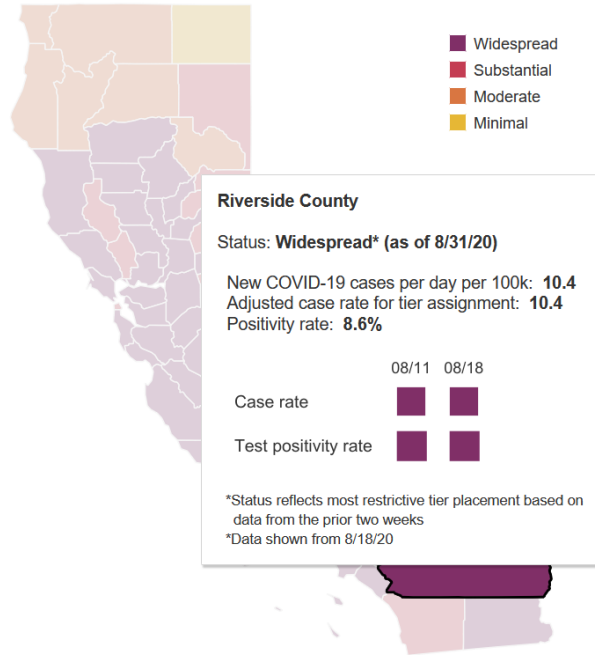 Widespread
Substantial
Moderate
Minimal
Riverside County
Status: Widespread* (as of 8/31/20)
New COVID-19 cases per day per 100k: 10.4
Adjusted case rate for tier assignment: 10.4
Positivity rate: 8.6%
08/11 08/18
Case rate
Test positivity rate
*Status reflects most restrictive tier placement based on
data from the prior two weeks
*Data shown from 8/18/20